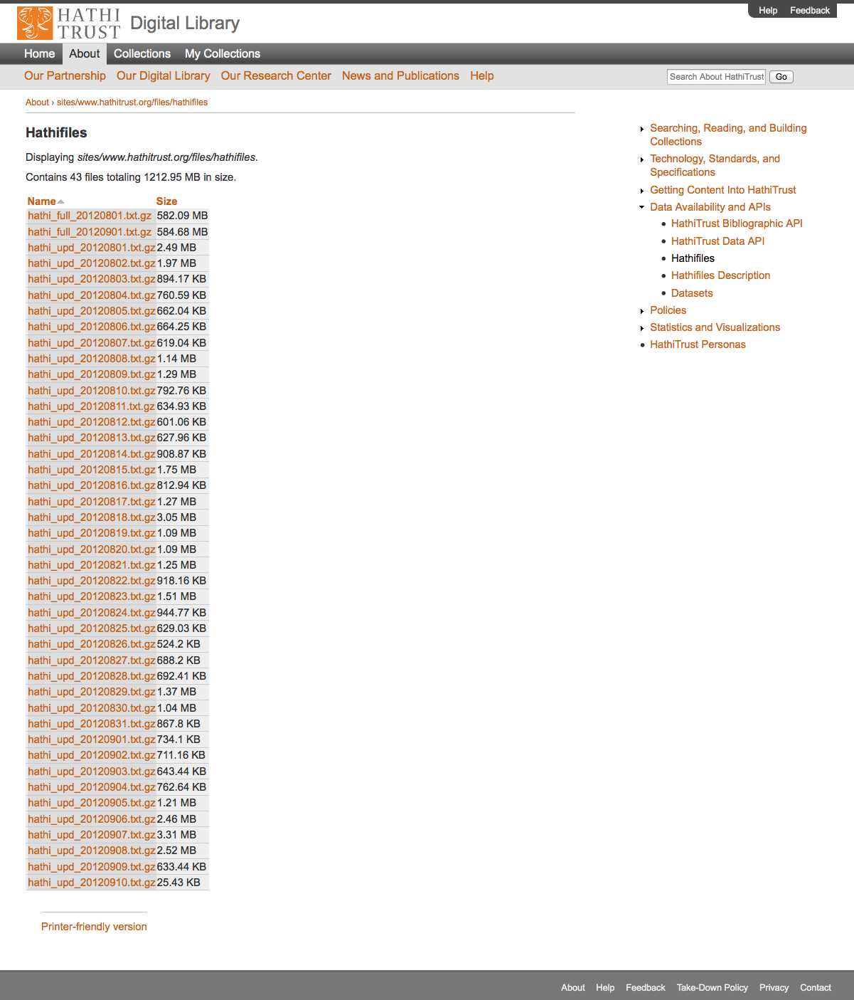 Help Feedback
HATHI
TRUST
Digital Library
Home About Collections My Collections
Our Partnership Our Digital Library Our Research Center News and Publications Help
Search About HathiTrust Go
About › sites/www.hathitrust.org/files/hathifiles
Hathifiles
Displaying sites/www.hathitrust.org/files/hathifiles.
Contains 43 files totaling 1212.95 MB in size.
Name Size
hathi_full_20120801.txt.gz 582.09 MB
hathi_full_20120901.txt.gz 584.68 MB
hathi_upd_20120801.txt.gz 2.49 MB
hathi_upd_20120802.txt.gz 1.97 MB
hathi_upd_20120803.txt.gz 894.17 KB
hathi_upd_20120804.txt.gz 760.59 KB
hathi_upd_20120805.txt.gz 662.04 KB
hathi_upd_20120806.txt.gz 664.25 KB
hathi_upd_20120807.txt.gz 619.04 KB
hathi_upd_20120808.txt.gz 1.14 MB
hathi_upd_20120809.txt.gz 1.29 MB
hathi_upd_20120810.txt.gz 792.76 KB
hathi_upd_20120811.txt.gz 634.93 KB
hathi_upd_20120812.txt.gz 601.06 KB
hathi_upd_20120813.txt.gz 627.96 KB
hathi_upd_20120814.txt.gz 908.87 KB
hathi_upd_20120815.txt.gz 1.75 MB
hathi_upd_20120816.txt.gz 812.94 KB
hathi_upd_20120817.txt.gz 1.27 MB
hathi_upd_20120818.txt.gz 3.05 MB
hathi_upd_20120819.txt.gz 1.09 MB
hathi_upd_20120820.txt.gz 1.09 MB
hathi_upd_20120821.txt.gz 1.25 MB
hathi_upd_20120822.txt.gz 918.16 KB
hathi_upd_20120823.txt.gz 1.51 MB
hathi_upd_20120824.txt.gz 944.77 KB
hathi_upd_20120825.txt.gz 629.03 KB
hathi_upd_20120826.txt.gz 524.2 KB
hathi_upd_20120827.txt.gz 688.2 KB
hathi_upd_20120828.txt.gz 692.41 KB
hathi_upd_20120829.txt.gz 1.37 MB
hathi_upd_20120830.txt.gz 1.04 MB
hathi_upd_20120831.txt.gz 867.8 KB
hathi_upd_20120901.txt.gz 734.1 KB
hathi_upd_20120902.txt.gz 711.16 KB
hathi_upd_20120903.txt.gz 643.44 KB
hathi_upd_20120904.txt.gz 762.64 KB
hathi_upd_20120905.txt.gz 1.21 MB
hathi_upd_20120906.txt.gz 2.46 MB
hathi_upd_20120907.txt.gz 3.31 MB
hathi_upd_20120908.txt.gz 2.52 MB
hathi_upd_20120909.txt.gz 633.44 KB
hathi_upd_20120910.txt.gz 25.43 KB
Printer-friendly version
Searching, Reading, and Building
Collections
Technology, Standards, and
Specifications
Getting Content Into HathiTrust
Data Availability and APIs
HathiTrust Bibliographic API
HathiTrust Data API
Hathifiles
Hathifiles Description
Datasets
Policies
Statistics and Visualizations
HathiTrust Personas
About Help Feedback Take-Down Policy Privacy Contact